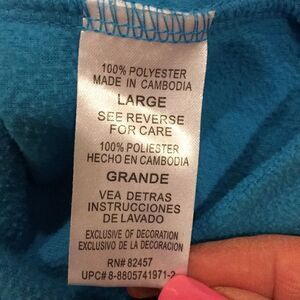 100% POLYESTER
MADE IN CAMBODIA
LARGE
SEE REVERSE
FOR CARE
100% POLIESTER
HECHO EN CAMBODIA
GRANDE
VEA DETRAS
INSTRUCCIONES
DE LAVADO
EXCLUSIVE OF DECORATION
EXCLUSIVO DE LA DECORACION
RN# 82457
UPC# 8-8805741971-2